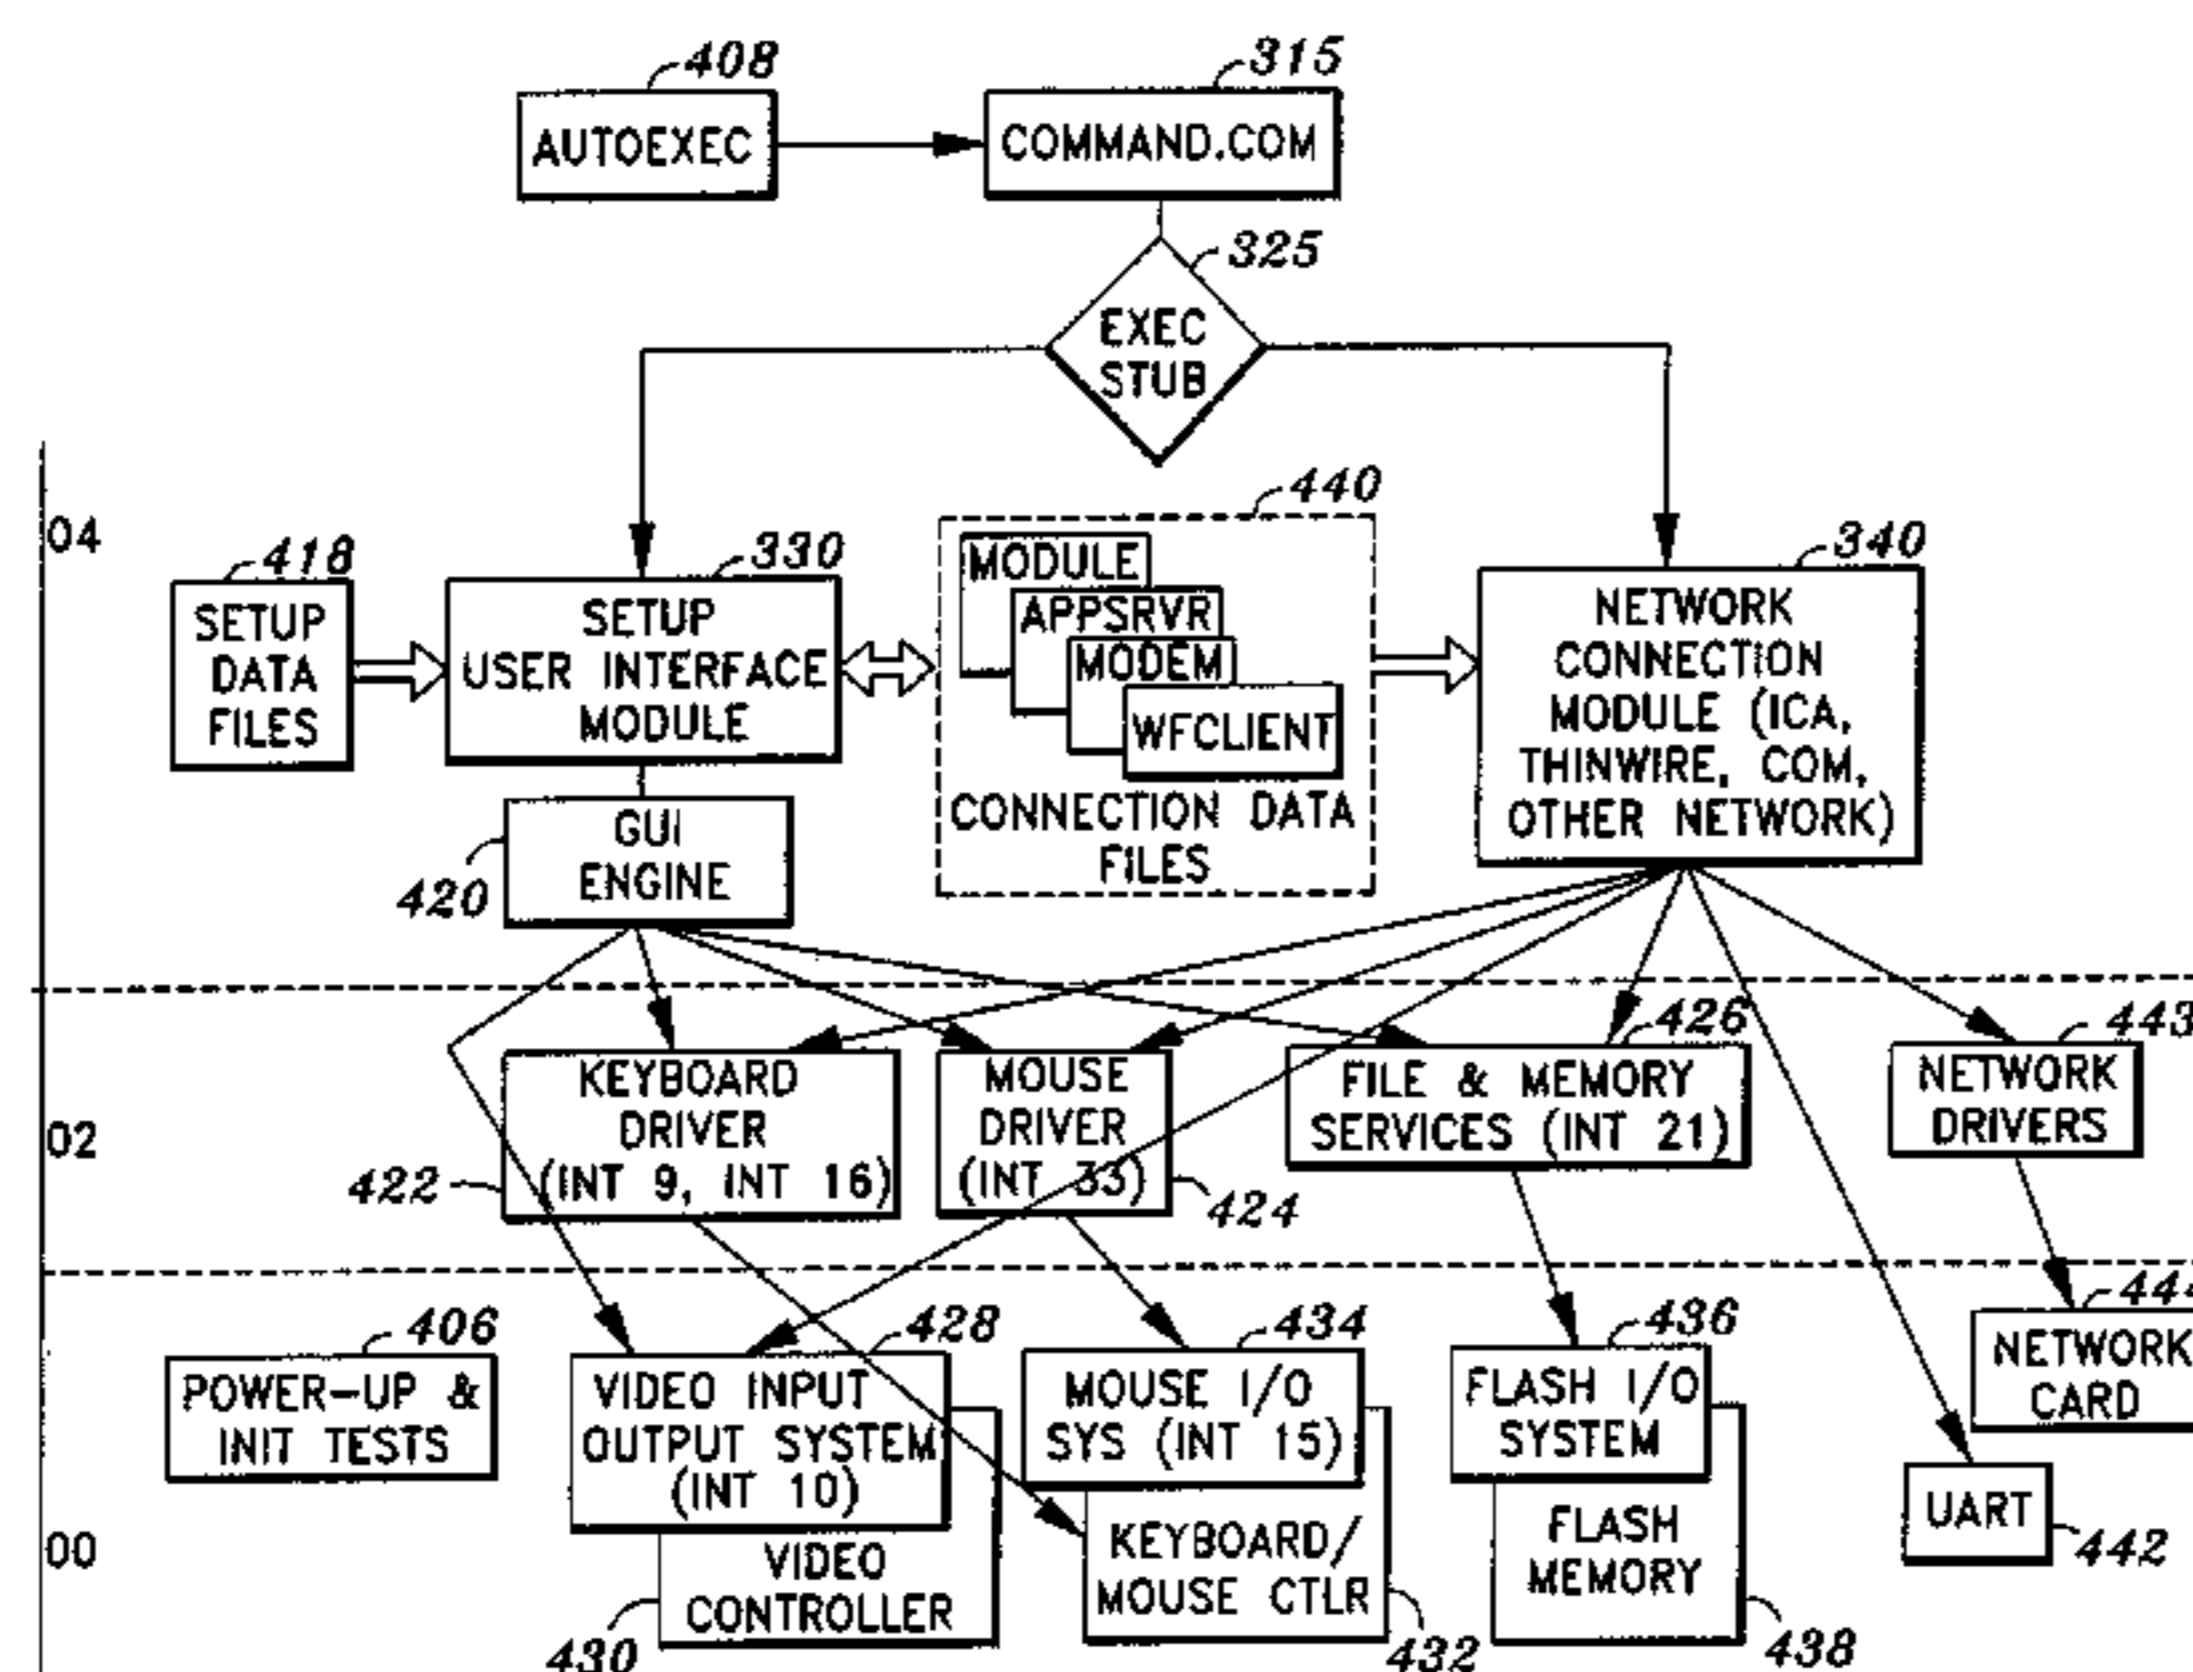 408
315
AUTOEXEC
COMMAND.COM
325
EXEC
STUB
440
04
418
330
340
SETUP
DATA
FILES
SETUP
USER INTERFACE
MODULE
MODULE
APPSRVR
MODEM
WFCLIENT
CONNECTION DATA
FILES
NETWORK
CONNECTION
MODULE (ICA,
THINWIRE, COM,
OTHER NETWORK)
GUI
ENGINE
420
426
443
KEYBOARD
DRIVER
(INT 9, INT 16)
422
MOUSE
DRIVER
(INT 33)
424
FILE & MEMORY
SERVICES (INT 21)
NETWORK
DRIVERS
02
406
428
434
436
444
POWER-UP &
INIT TESTS
VIDEO INPUT
OUTPUT SYSTEM
(INT 10)
MOUSE I/O
SYS (INT 15)
FLASH I/O
SYSTEM
NETWORK
CARD
00
VIDEO
CONTROLLER
430
KEYBOARD/
MOUSE CTLR
432
FLASH
MEMORY
438
UART
442